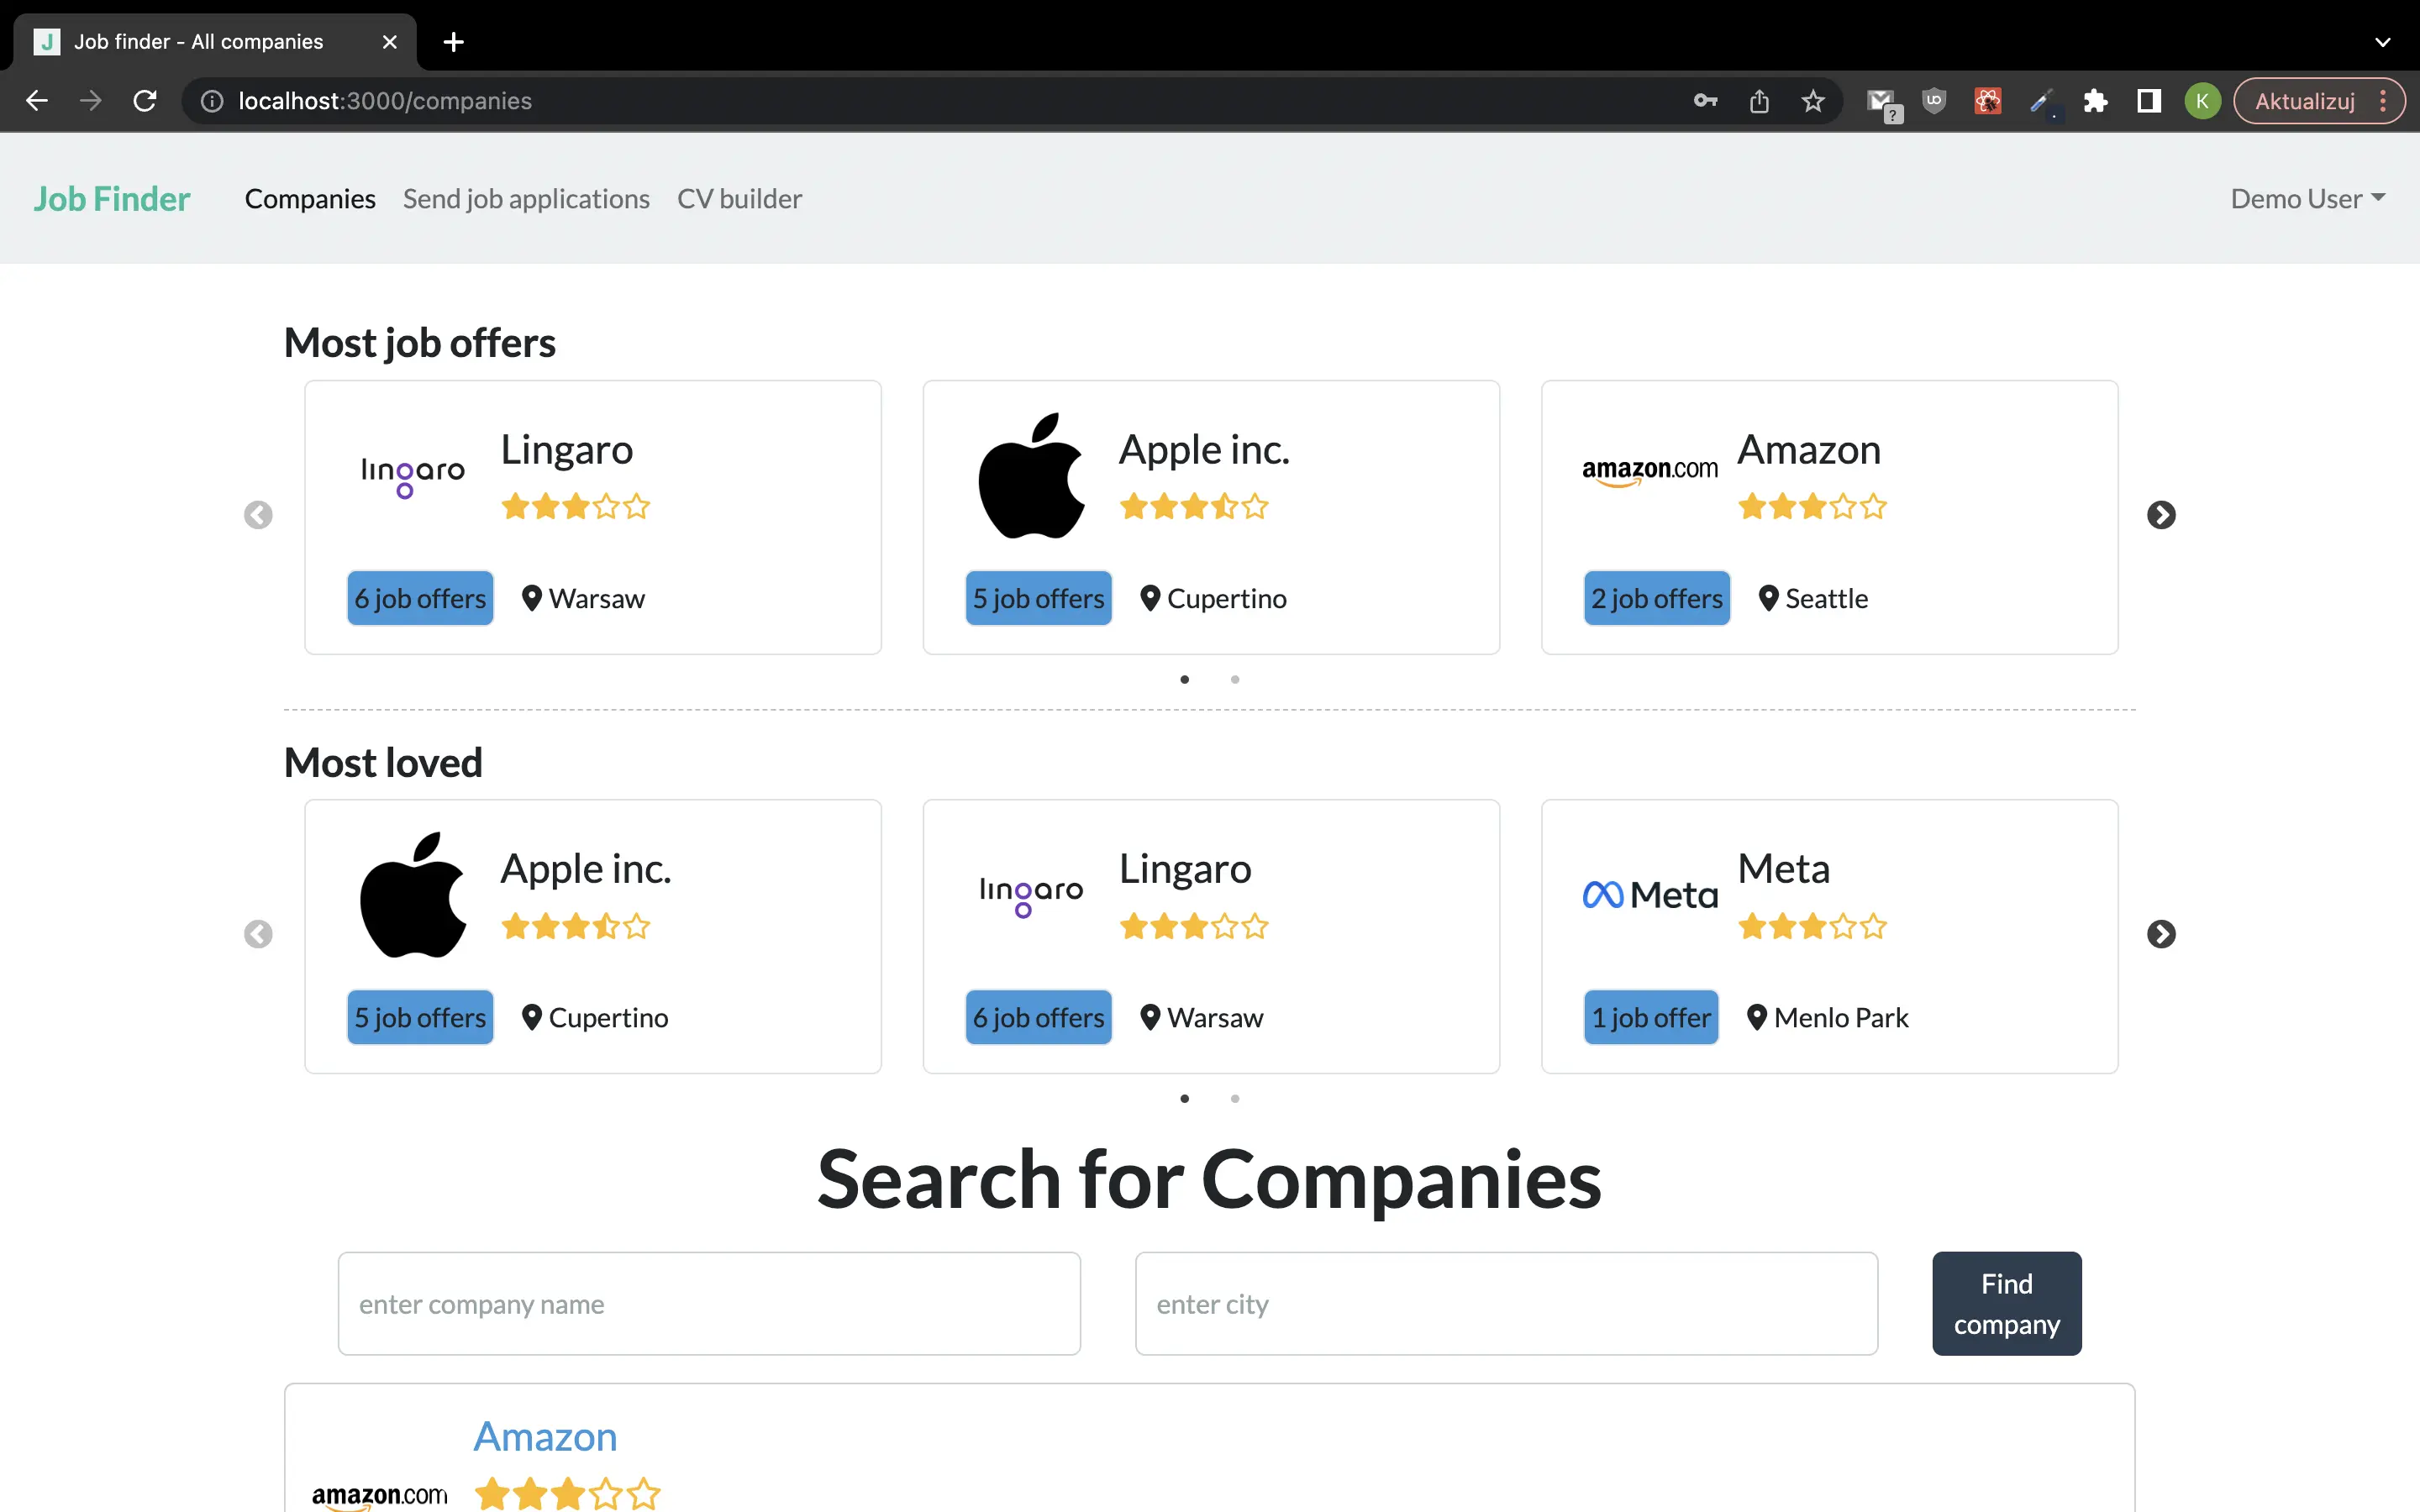 J Job finder - All companies
localhost:3000/companies
?
UD
K
Aktualizuj
Job Finder Companies Send job applications CV builder Demo User
Most job offers
lingaro Lingaro
Apple inc.
amazon.com Amazon
6 job offers Warsaw
5 job offers Cupertino
2 job offers Seattle
Most loved
Apple inc.
lingaro Lingaro
Meta Meta
5 job offers Cupertino
6 job offers Warsaw
1 job offer Menlo Park
Search for Companies
enter company name
enter city
Find
company
Amazon
amazon.com